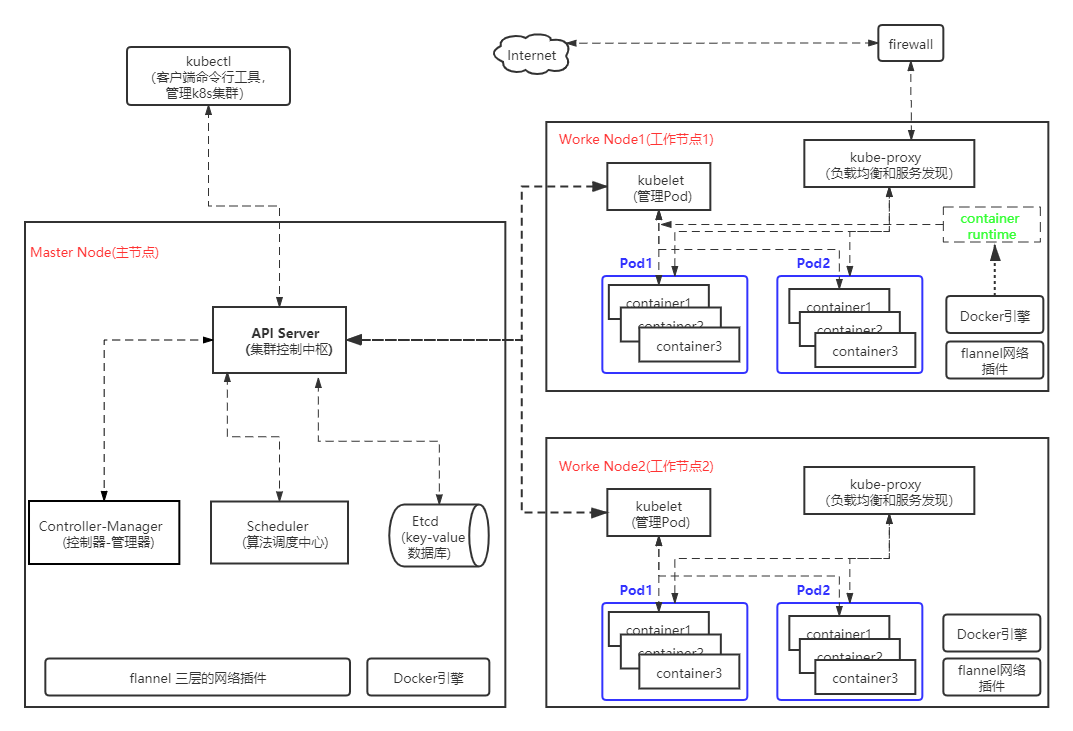 kubectl
(客户端命令行工具,
管理k8s集群)
Internet
firewall
Master Node(主节点)
API Server
(集群控制中枢)
Controller-Manager
(控制器-管理器)
Scheduler
(算法调度中心)
Etcd
(key-value
数据库)
flannel 三层的网络插件
Docker引擎
Worke Node1(工作节点1)
kubelet
(管理Pod)
kube-proxy
(负载均衡和服务发现)
container
runtime
Pod1
container1
container2
container3
Pod2
container1
container2
container3
Docker引擎
flannel网络
插件
Worke Node2(工作节点2)
kubelet
(管理Pod)
kube-proxy
(负载均衡和服务发现)
Pod1
container1
container2
container3
Pod2
container1
container2
container3
Docker引擎
flannel网络
插件